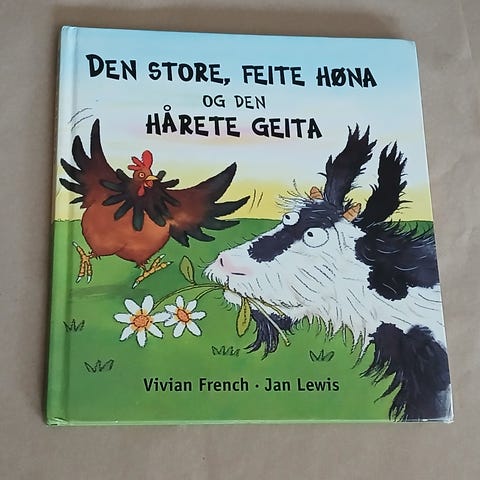 DEN STORE, FEITE HØNA
OG DEN
HÅRETE GEITA
Vivian French · Jan Lewis